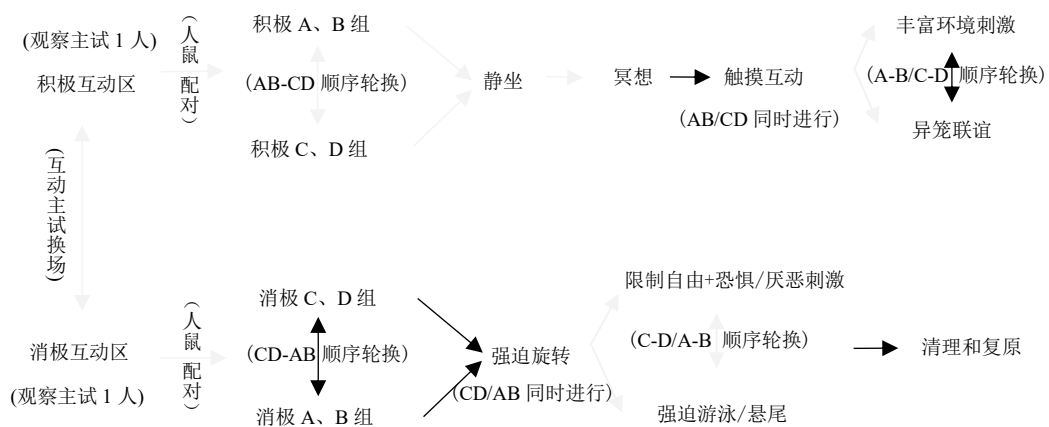 (观察主试 1 人)
积极互动区
(人鼠 配对)
积极 A、B 组
(AB-CD 顺序轮换)
积极 C、D 组
静坐
冥想
触摸互动
(AB/CD 同时进行)
丰富环境刺激
(A-B/C-D 顺序轮换)
异笼联谊
(互动主试换场)
消极互动区
(观察主试 1 人)
(人鼠 配对)
消极 C、D 组
(CD-AB 顺序轮换)
消极 A、B 组
强迫旋转
(CD/AB 同时进行)
限制自由+恐惧/厌恶刺激
(C-D/A-B 顺序轮换)
强迫游泳/悬尾
清理和复原